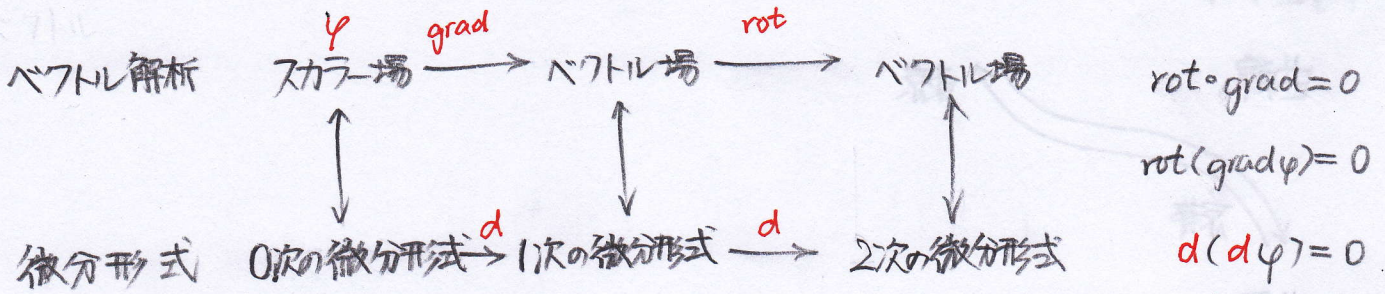 φ grad rot
ベクトル解析 スカラー場 → ベクトル場 → ベクトル場 rot∘grad=0
rot(gradφ)=0
d d
微分形式 0次の微分形式 → 1次の微分形式 → 2次の微分形式 d(dφ)=0